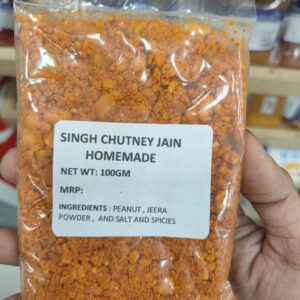 SINGH CHUTNEY JAIN
HOMEMADE
NET WT: 100GM
MRP:
INGREDIENTS : PEANUT , JEERA
POWDER , AND SALT AND SPICIES